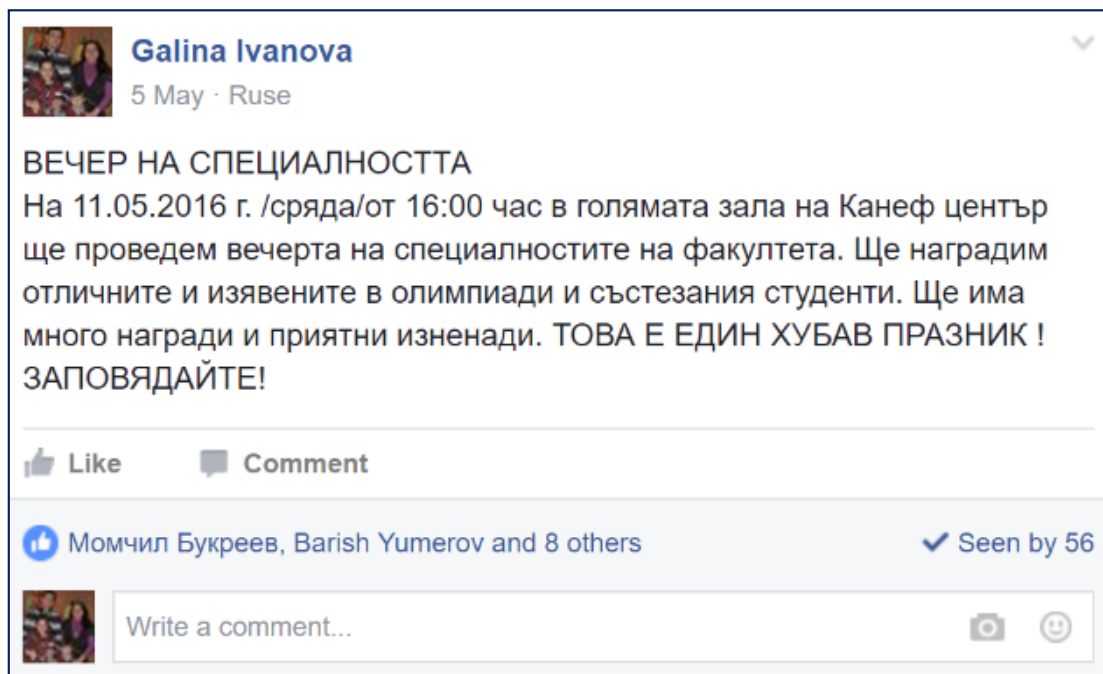 Galina Ivanova
5 May · Ruse
ВЕЧЕР НА СПЕЦИАЛНОСТТА
На 11.05.2016 г. /сряда/от 16:00 час в голямата зала на Канеф център
ще проведем вечерта на специалностите на факултета. Ще наградим
отличните и изявените в олимпиади и състезания студенти. Ще има
много награди и приятни изненади. ТОВА Е ЕДИН ХУБАВ ПРАЗНИК !
ЗАПОВЯДАЙТЕ!
Like Comment
Момчил Букреев, Barish Yumerov and 8 others Seen by 56
Write a comment...